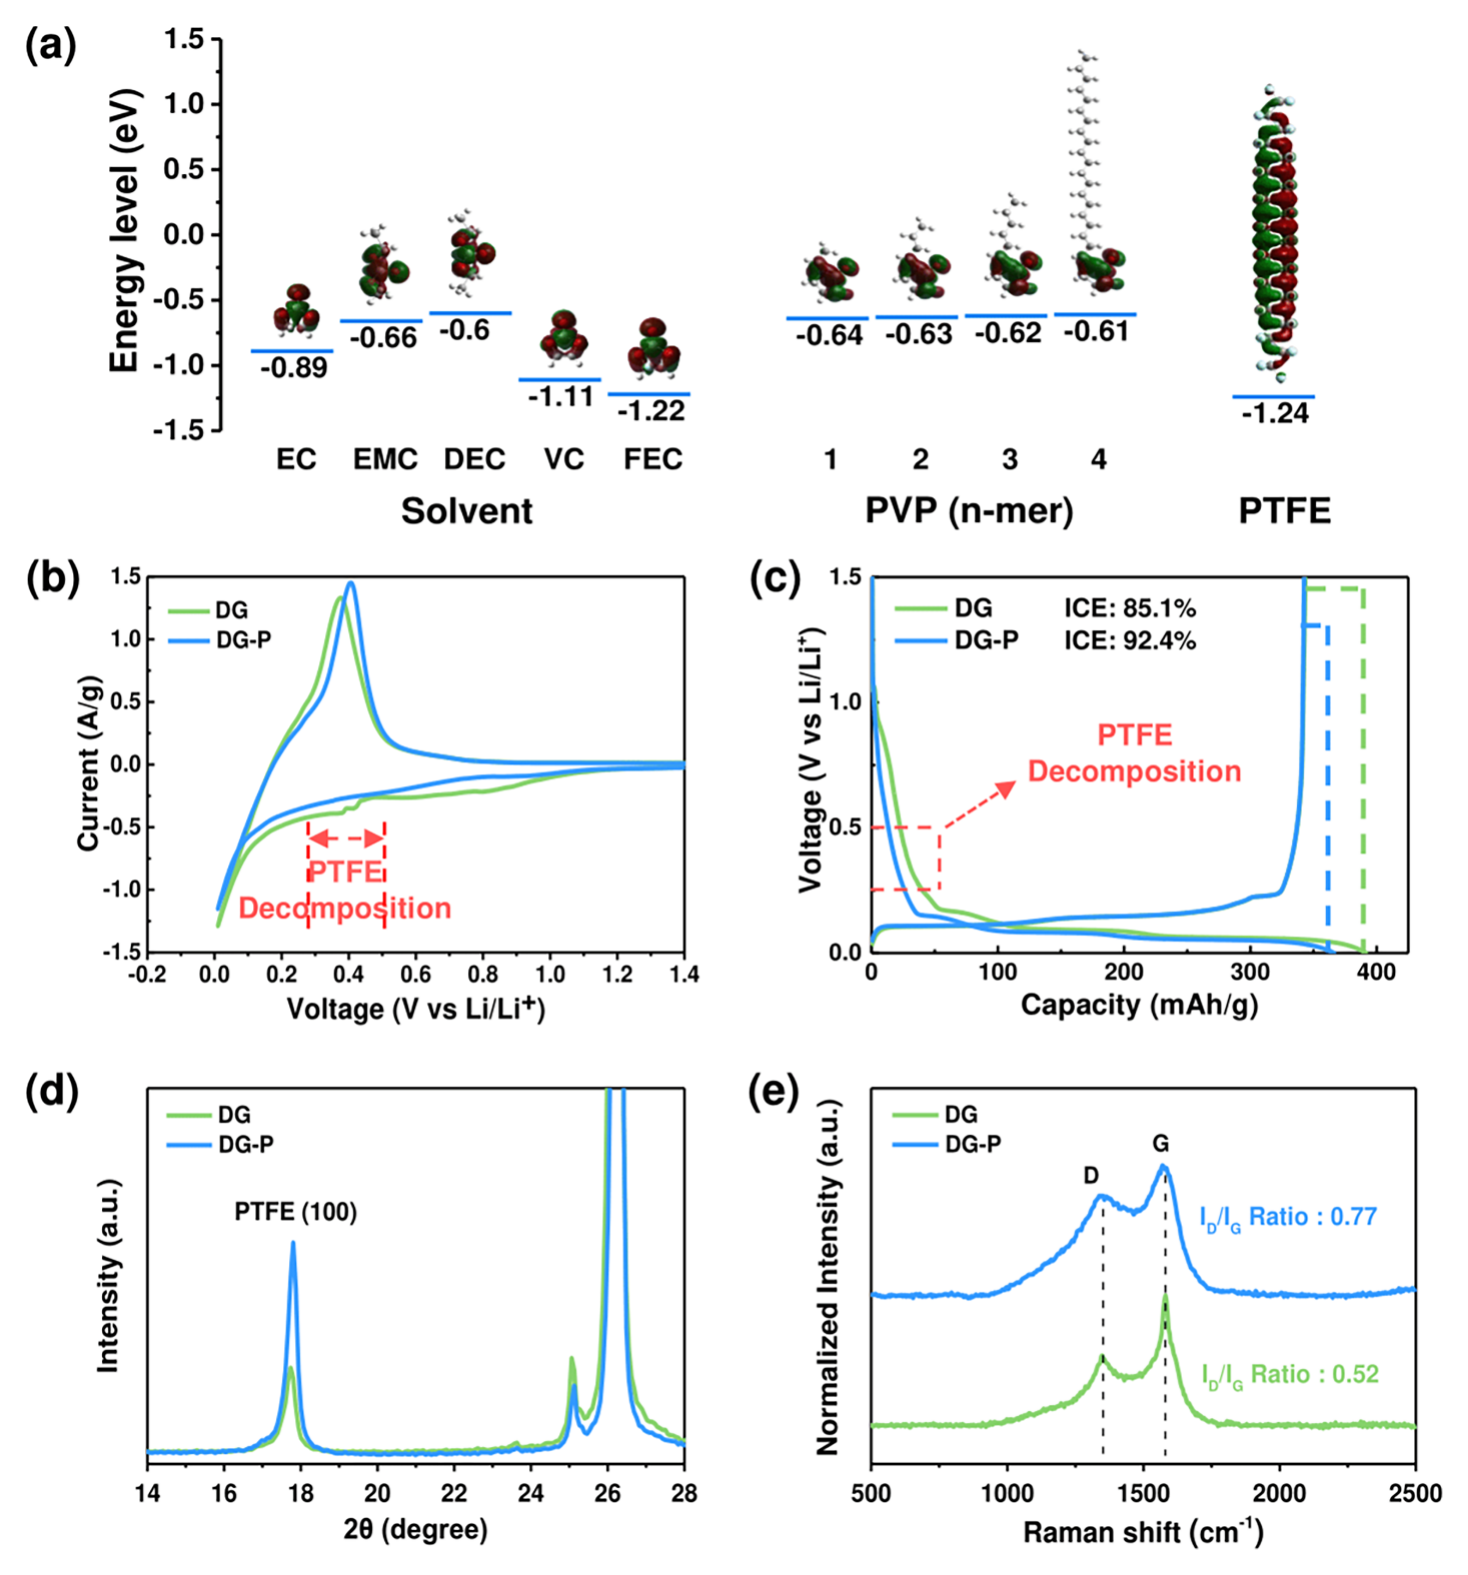 (a)
Energy level (eV)
1.5
1.0
0.5
0.0
-0.5
-1.0
-1.5
-0.89
-0.66
-0.6
-1.11
-1.22
-0.64
-0.63
-0.62
-0.61
-1.24
EC EMC DEC VC FEC
1 2 3 4
Solvent
PVP (n-mer)
PTFE
(b)
Current (A/g)
1.5
1.0
0.5
0.0
-0.5
-1.0
-1.5
DG
DG-P
PTFE
Decomposition
-0.2 0.0 0.2 0.4 0.6 0.8 1.0 1.2 1.4
Voltage (V vs Li/Li⁺)
(c)
Voltage (V vs Li/Li⁺)
1.5
1.0
0.5
0.0
DG ICE: 85.1%
DG-P ICE: 92.4%
PTFE
Decomposition
0 100 200 300 400
Capacity (mAh/g)
(d)
Intensity (a.u.)
DG
DG-P
PTFE (100)
14 16 18 20 22 24 26 28
2θ (degree)
(e)
Normalized Intensity (a.u.)
DG
DG-P
D
G
I_D/I_G Ratio : 0.77
I_D/I_G Ratio : 0.52
500 1000 1500 2000 2500
Raman shift (cm⁻¹)